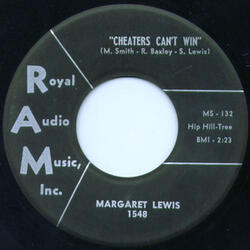 "CHEATERS CAN'T WIN"
(M. Smith - R. Baxley - S. Lewis)
Royal
Audio
Music,
Inc.
MS - 132
Hip Hill-Tree
BMI - 2:23
MARGARET LEWIS
1548